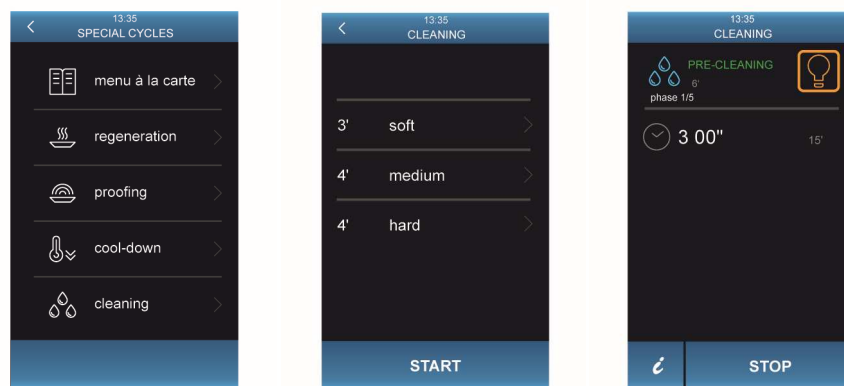 13:35
SPECIAL CYCLES
menu à la carte
regeneration
proofing
cool-down
cleaning
13:35
CLEANING
3' soft
4' medium
4' hard
START
13:35
CLEANING
PRE-CLEANING
6'
phase 1/5
3 00" 15'
i STOP